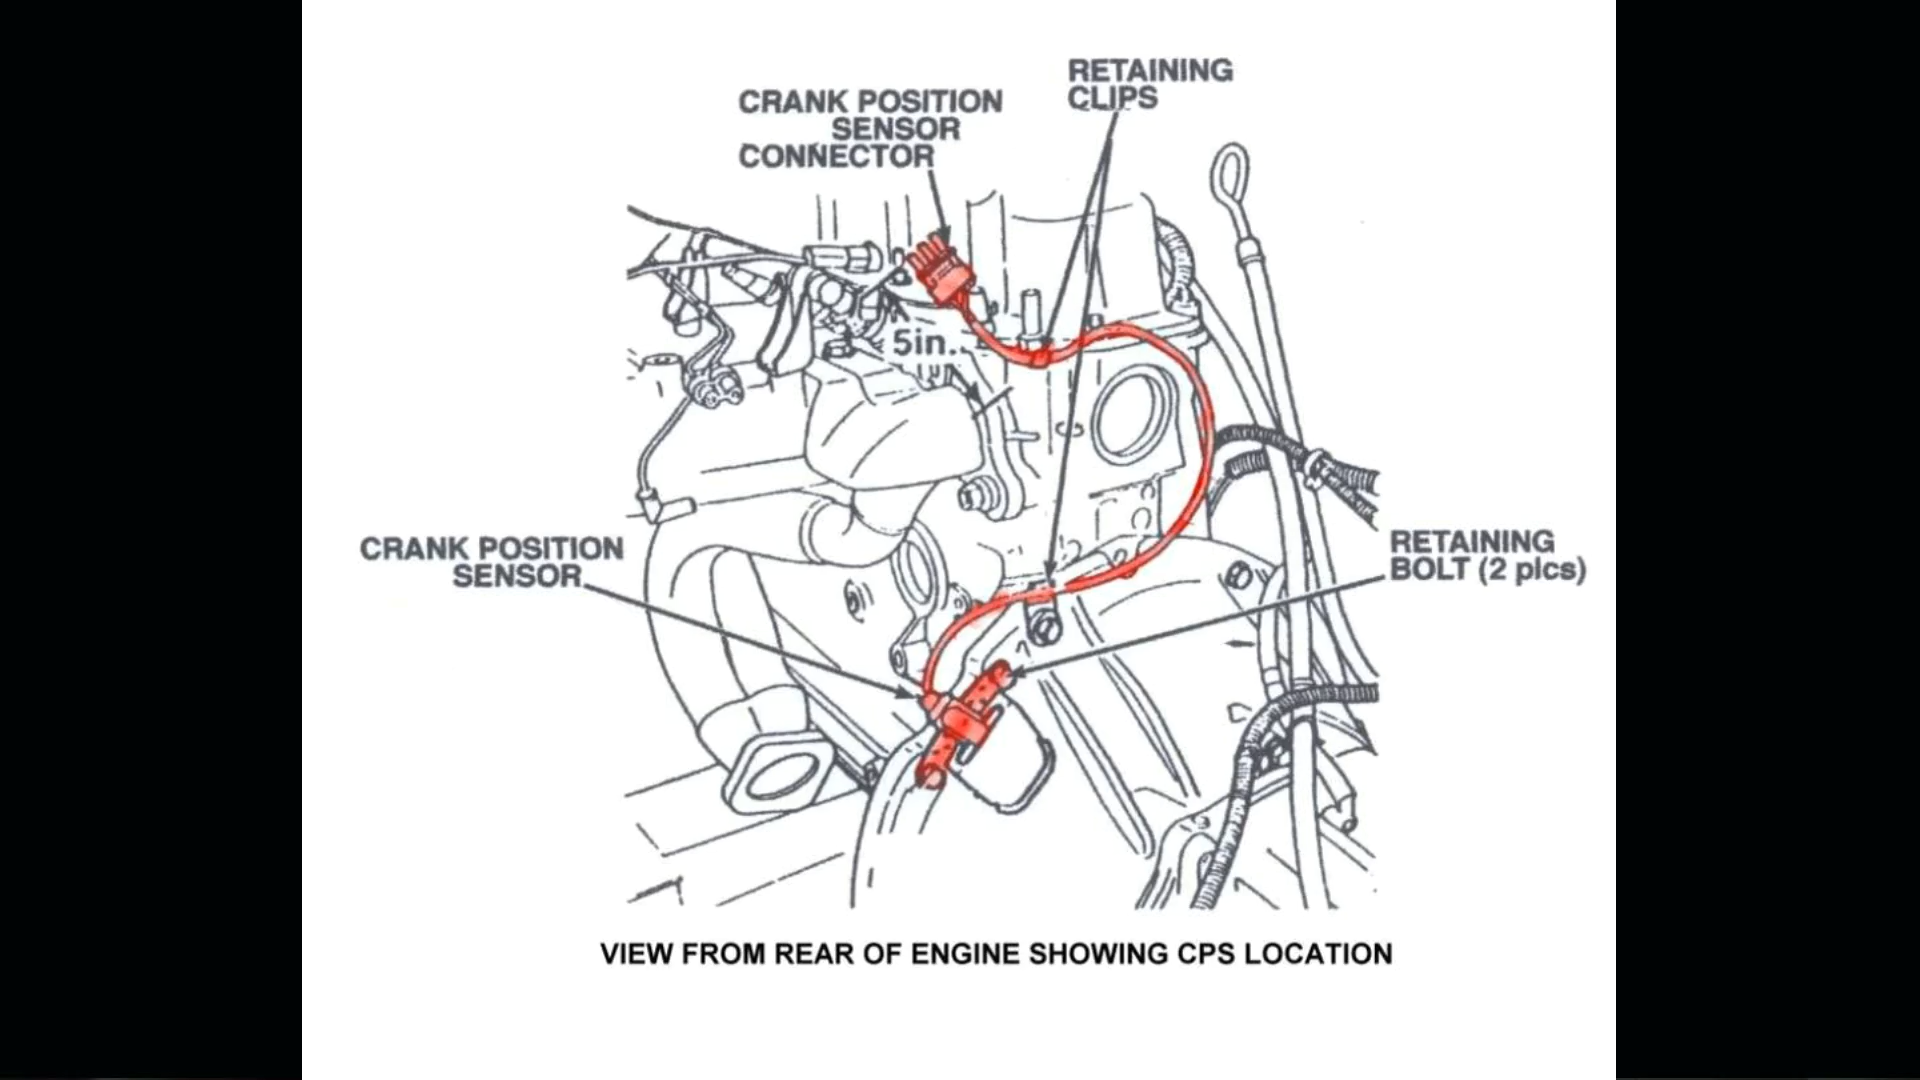 RETAINING
CLIPS
CRANK POSITION
SENSOR
CONNECTOR
5in.
CRANK POSITION
SENSOR
RETAINING
BOLT (2 plcs)
VIEW FROM REAR OF ENGINE SHOWING CPS LOCATION